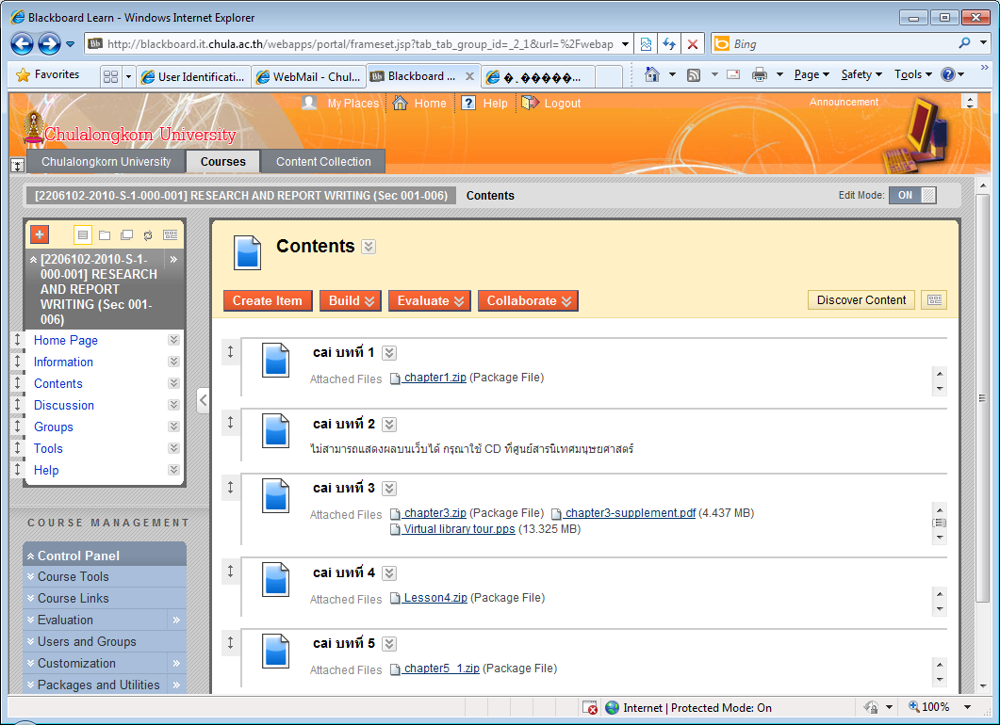 Blackboard Learn - Windows Internet Explorer
http://blackboard.it.chula.ac.th/webapps/portal/frameset.jsp?tab_tab_group_id=_2_1&url=%2Fwebap
Bing
Favorites
User Identificati...
WebMail - Chul...
Blackboard ...
Page
Safety
Tools
My Places
Home
Help
Logout
Announcement
Chulalongkorn University
Chulalongkorn University
Courses
Content Collection
[2206102-2010-S-1-000-001] RESEARCH AND REPORT WRITING (Sec 001-006)
Contents
Edit Mode: ON
[2206102-2010-S-1-
000-001] RESEARCH
AND REPORT
WRITING (Sec 001-
006)
Home Page
Information
Contents
Discussion
Groups
Tools
Help
COURSE MANAGEMENT
Control Panel
Course Tools
Course Links
Evaluation
Users and Groups
Customization
Packages and Utilities
Contents
Create Item
Build
Evaluate
Collaborate
Discover Content
cai บทที่ 1
Attached Files chapter1.zip (Package File)
cai บทที่ 2
ไม่สามารถแสดงผลบนเว็บได้ กรุณาใช้ CD ที่ศูนย์สารนิเทศมนุษยศาสตร์
cai บทที่ 3
Attached Files chapter3.zip (Package File) chapter3-supplement.pdf (4.437 MB)
Virtual library tour.pps (13.325 MB)
cai บทที่ 4
Attached Files Lesson4.zip (Package File)
cai บทที่ 5
Attached Files chapter5_1.zip (Package File)
Internet | Protected Mode: On
100%